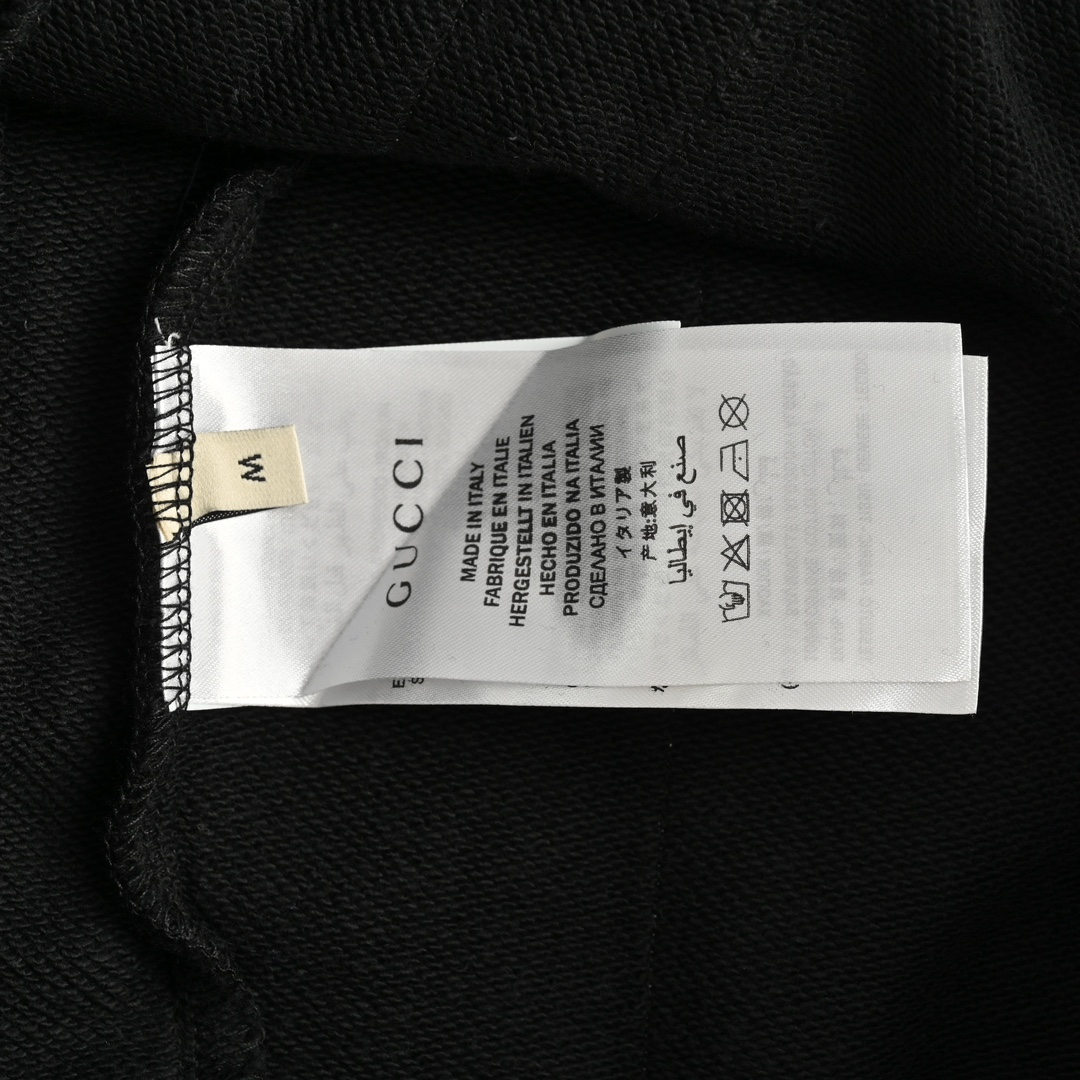 M
GUCCI
MADE IN ITALY
FABRIQUE EN ITALIE
HERGESTELLT IN ITALIEN
HECHO EN ITALIA
PRODUZIDO NA ITALIA
СДЕЛАНО В ИТАЛИИ
イタリア製
产地:意大利
صنع في إيطاليا